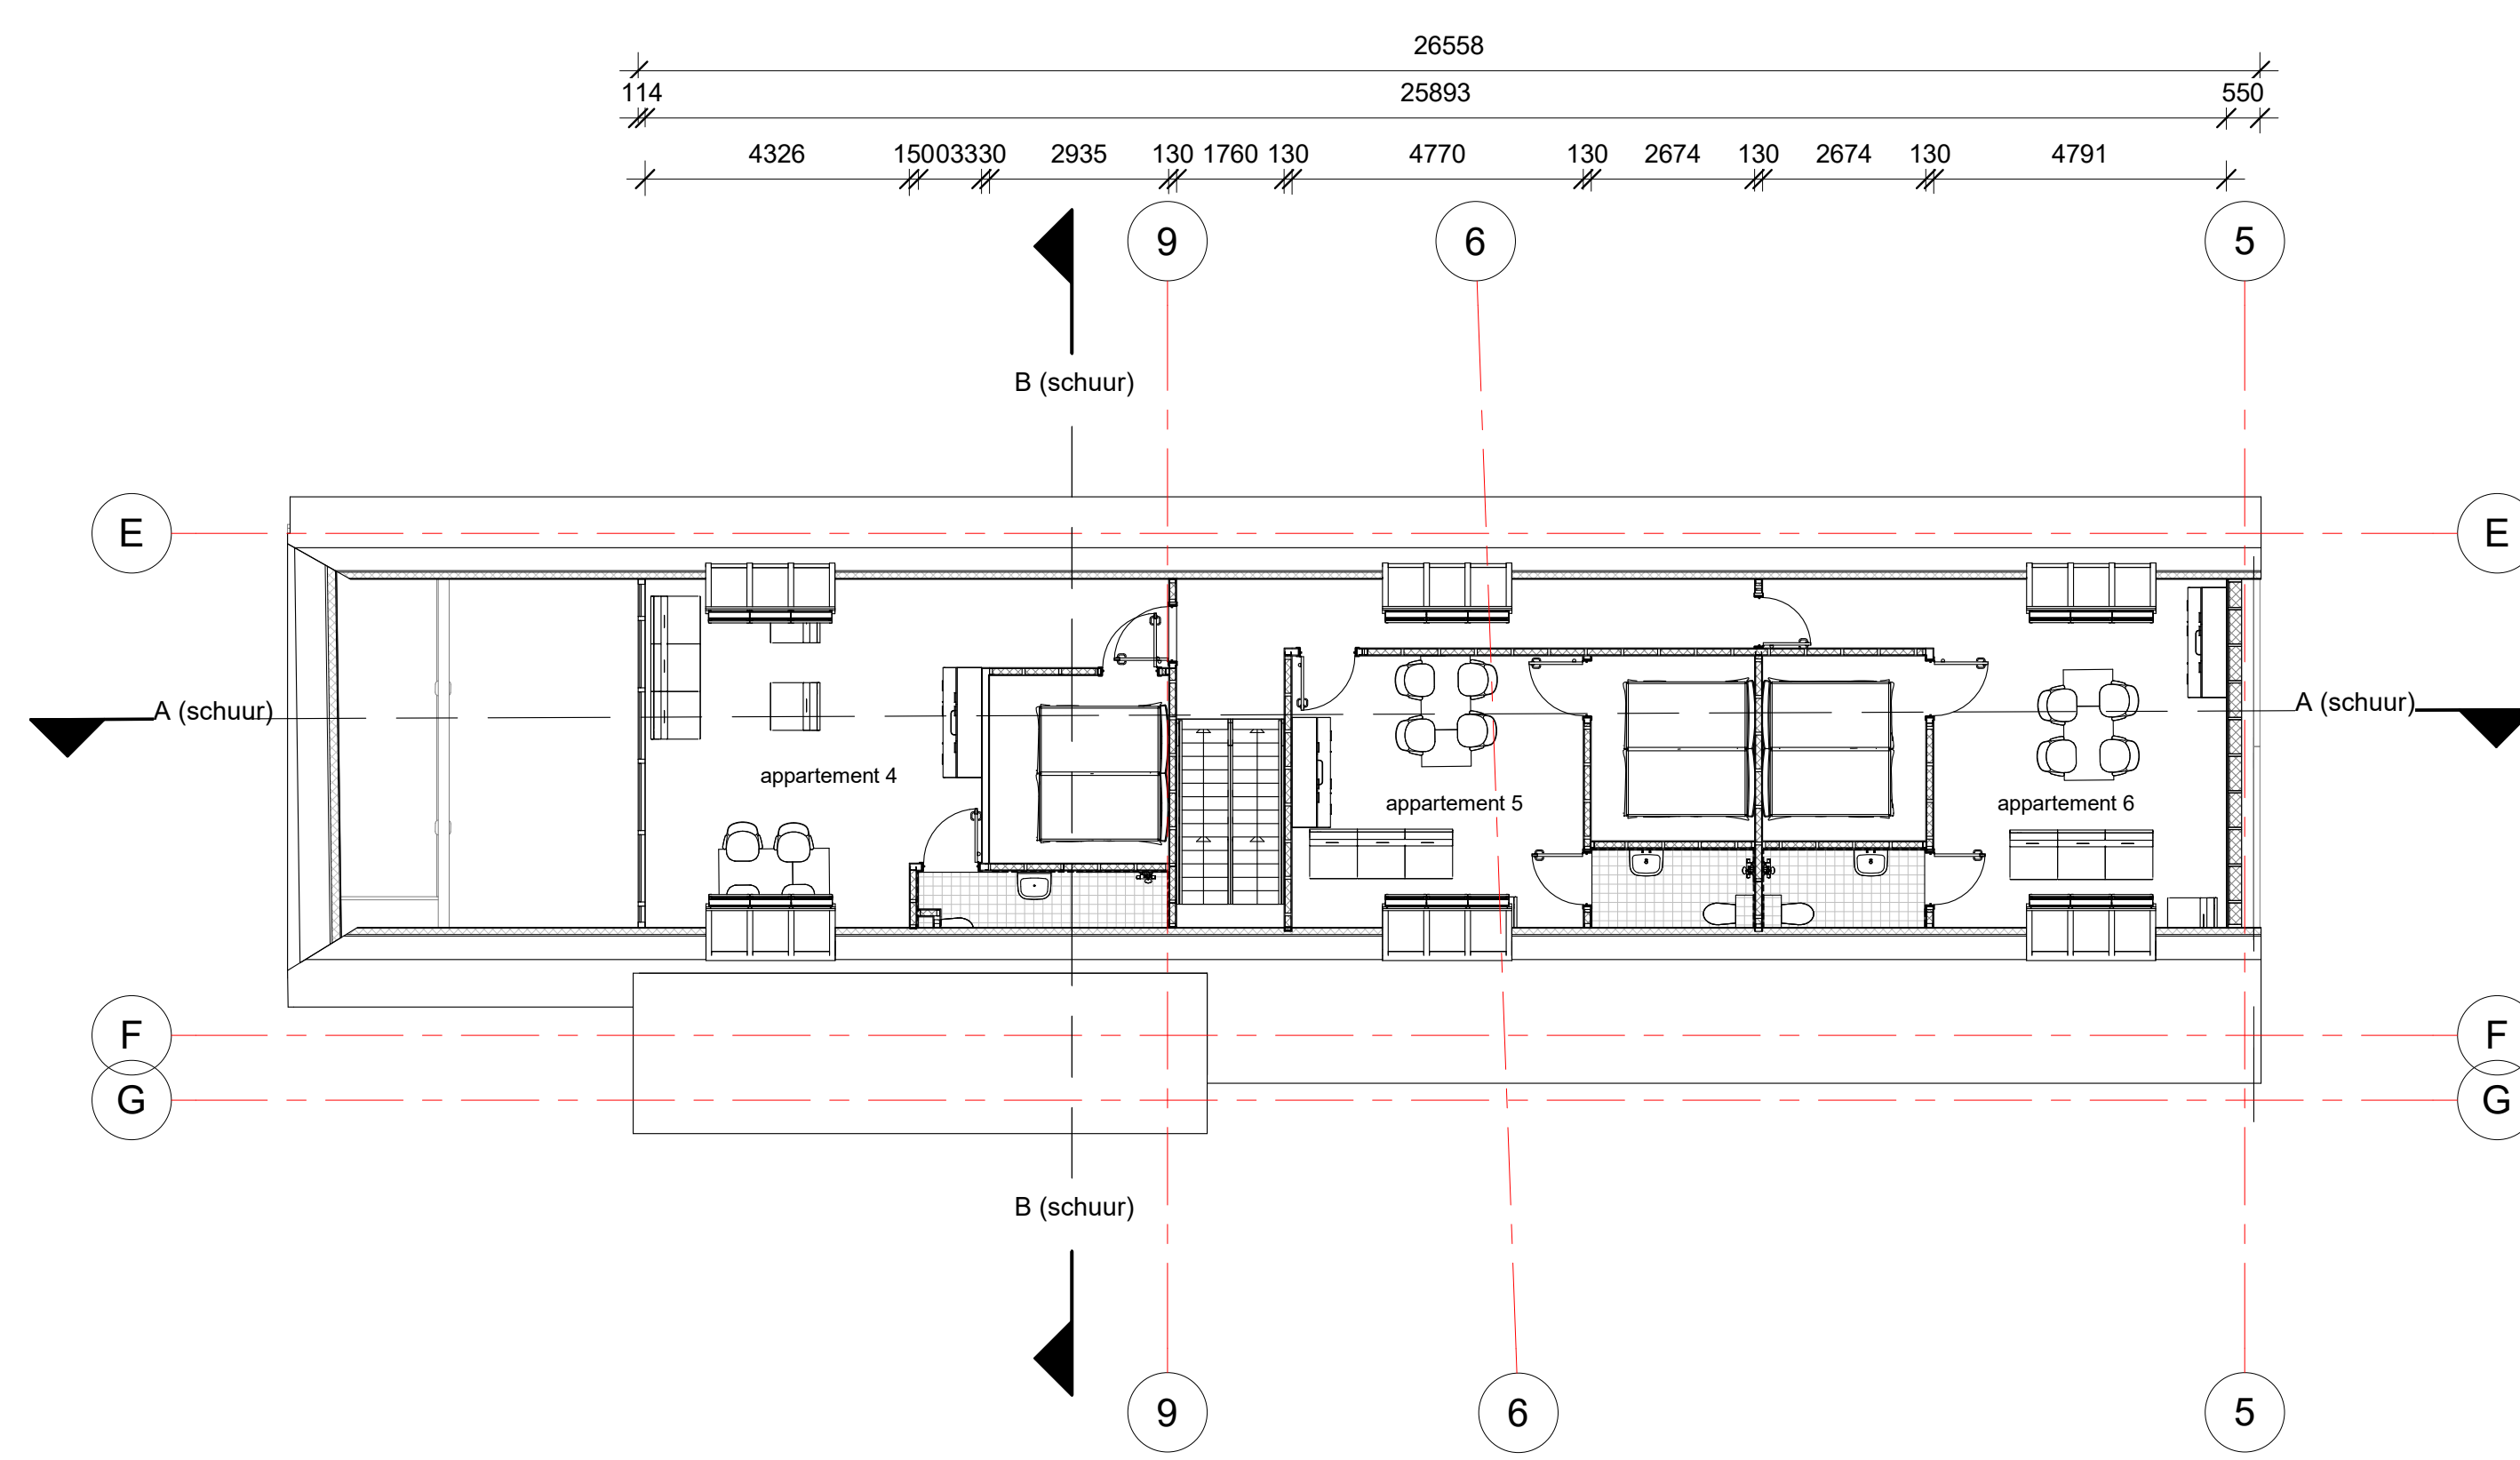 26558
114 25893 550
4326 15003330 2935 130 1760 130 4770 130 2674 130 2674 130 4791
9 6 5
B (schuur)
E E
A (schuur) A (schuur)
appartement 4
appartement 5 appartement 6
F F
G G
B (schuur)
9 6 5